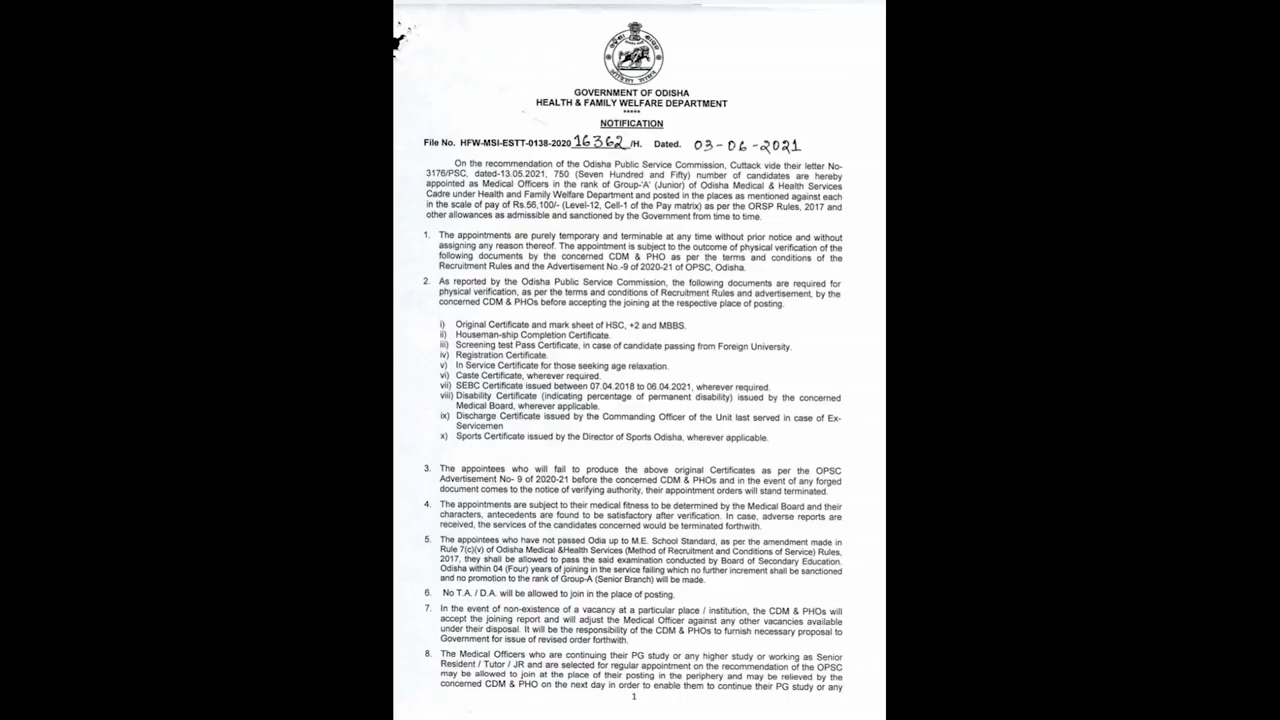 GOVERNMENT OF ODISHA
HEALTH & FAMILY WELFARE DEPARTMENT
*****
NOTIFICATION
File No. HFW-MSI-ESTT-0138-2020 16362 /H. Dated. 03-06-2021
On the recommendation of the Odisha Public Service Commission, Cuttack vide their letter No-
3176/PSC, dated-13.05.2021, 750 (Seven Hundred and Fifty) number of candidates are hereby
appointed as Medical Officers in the rank of Group-'A' (Junior) of Odisha Medical & Health Services
Cadre under Health and Family Welfare Department and posted in the places as mentioned against each
in the scale of pay of Rs.56,100/- (Level-12, Cell-1 of the Pay matrix) as per the ORSP Rules, 2017 and
other allowances as admissible and sanctioned by the Government from time to time.
1. The appointments are purely temporary and terminable at any time without prior notice and without
assigning any reason thereof. The appointment is subject to the outcome of physical verification of the
following documents by the concerned CDM & PHO as per the terms and conditions of the
Recruitment Rules and the Advertisement No.-9 of 2020-21 of OPSC, Odisha.
2. As reported by the Odisha Public Service Commission, the following documents are required for
physical verification, as per the terms and conditions of Recruitment Rules and advertisement, by the
concerned CDM & PHOs before accepting the joining at the respective place of posting.
i) Original Certificate and mark sheet of HSC, +2 and MBBS.
ii) Houseman-ship Completion Certificate.
iii) Screening test Pass Certificate, in case of candidate passing from Foreign University.
iv) Registration Certificate.
v) In Service Certificate for those seeking age relaxation.
vi) Caste Certificate, wherever required.
vii) SEBC Certificate issued between 07.04.2018 to 06.04.2021, wherever required.
viii) Disability Certificate (indicating percentage of permanent disability) issued by the concerned
Medical Board, wherever applicable.
ix) Discharge Certificate issued by the Commanding Officer of the Unit last served in case of Ex-
Servicemen
x) Sports Certificate issued by the Director of Sports Odisha, wherever applicable.
3. The appointees who will fail to produce the above original Certificates as per the OPSC
Advertisement No- 9 of 2020-21 before the concerned CDM & PHOs and in the event of any forged
document comes to the notice of verifying authority, their appointment orders will stand terminated.
4. The appointments are subject to their medical fitness to be determined by the Medical Board and their
characters, antecedents are found to be satisfactory after verification. In case, adverse reports are
received, the services of the candidates concerned would be terminated forthwith.
5. The appointees who have not passed Odia up to M.E. School Standard, as per the amendment made in
Rule 7(c)(v) of Odisha Medical &Health Services (Method of Recruitment and Conditions of Service) Rules,
2017, they shall be allowed to pass the said examination conducted by Board of Secondary Education.
Odisha within 04 (Four) years of joining in the service failing which no further increment shall be sanctioned
and no promotion to the rank of Group-A (Senior Branch) will be made.
6. No T.A. / D.A. will be allowed to join in the place of posting.
7. In the event of non-existence of a vacancy at a particular place / institution, the CDM & PHOs will
accept the joining report and will adjust the Medical Officer against any other vacancies available
under their disposal. It will be the responsibility of the CDM & PHOs to furnish necessary proposal to
Government for issue of revised order forthwith.
8. The Medical Officers who are continuing their PG study or any higher study or working as Senior
Resident / Tutor / JR and are selected for regular appointment on the recommendation of the OPSC
may be allowed to join at the place of their posting in the periphery and may be relieved by the
concerned CDM & PHO on the next day in order to enable them to continue their PG study or any
1